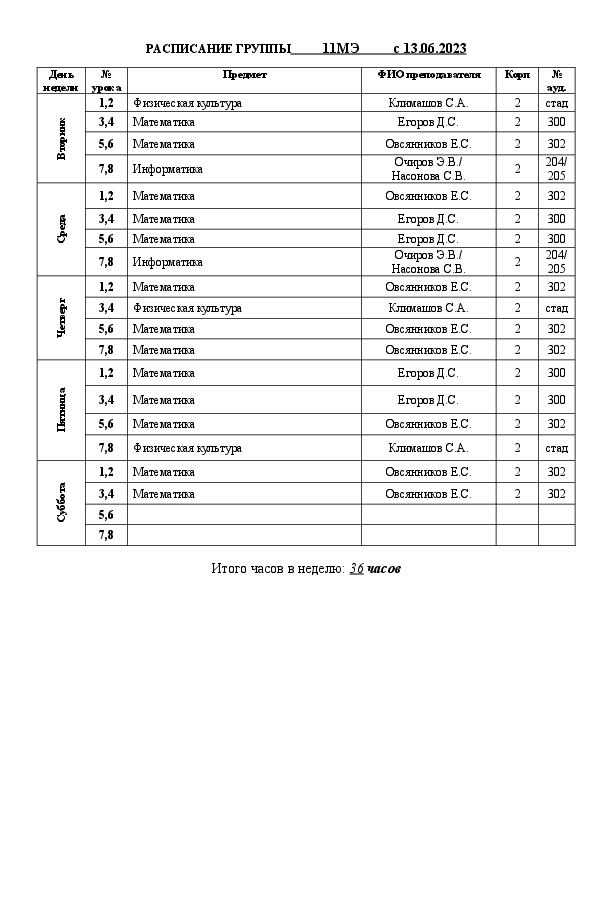 РАСПИСАНИЕ ГРУППЫ 11МЭ с 13.06.2023
День недели № урока Предмет ФИО преподавателя Корп № ауд.
Вторник
1,2 Физическая культура Климашов С.А. 2 стад
3,4 Математика Егоров Д.С. 2 300
5,6 Математика Овсянников Е.С. 2 302
7,8 Информатика Очиров Э.В./ Насонова С.В. 2 204/ 205
Среда
1,2 Математика Овсянников Е.С. 2 302
3,4 Математика Егоров Д.С. 2 300
5,6 Математика Егоров Д.С. 2 300
7,8 Информатика Очиров Э.В./ Насонова С.В. 2 204/ 205
Четверг
1,2 Математика Овсянников Е.С. 2 302
3,4 Физическая культура Климашов С.А. 2 стад
5,6 Математика Овсянников Е.С. 2 302
7,8 Математика Овсянников Е.С. 2 302
Пятница
1,2 Математика Егоров Д.С. 2 300
3,4 Математика Егоров Д.С. 2 300
5,6 Математика Овсянников Е.С. 2 302
7,8 Физическая культура Климашов С.А. 2 стад
Суббота
1,2 Математика Овсянников Е.С. 2 302
3,4 Математика Овсянников Е.С. 2 302
5,6
7,8
Итого часов в неделю: 36 часов